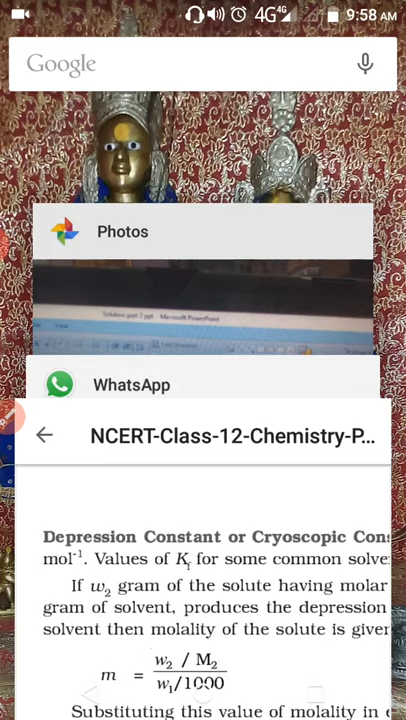 4G 4G 9:58 AM
Google
Photos
Solution part 2 ppt - Microsoft PowerPoint
View
WhatsApp
NCERT-Class-12-Chemistry-P...
Depression Constant or Cryoscopic Con
mol⁻¹. Values of K_f for some common solve
If w₂ gram of the solute having molar
gram of solvent, produces the depression
solvent then molality of the solute is give
m = w₂ / M₂
w₁/1000
Substituting this value of molality in e